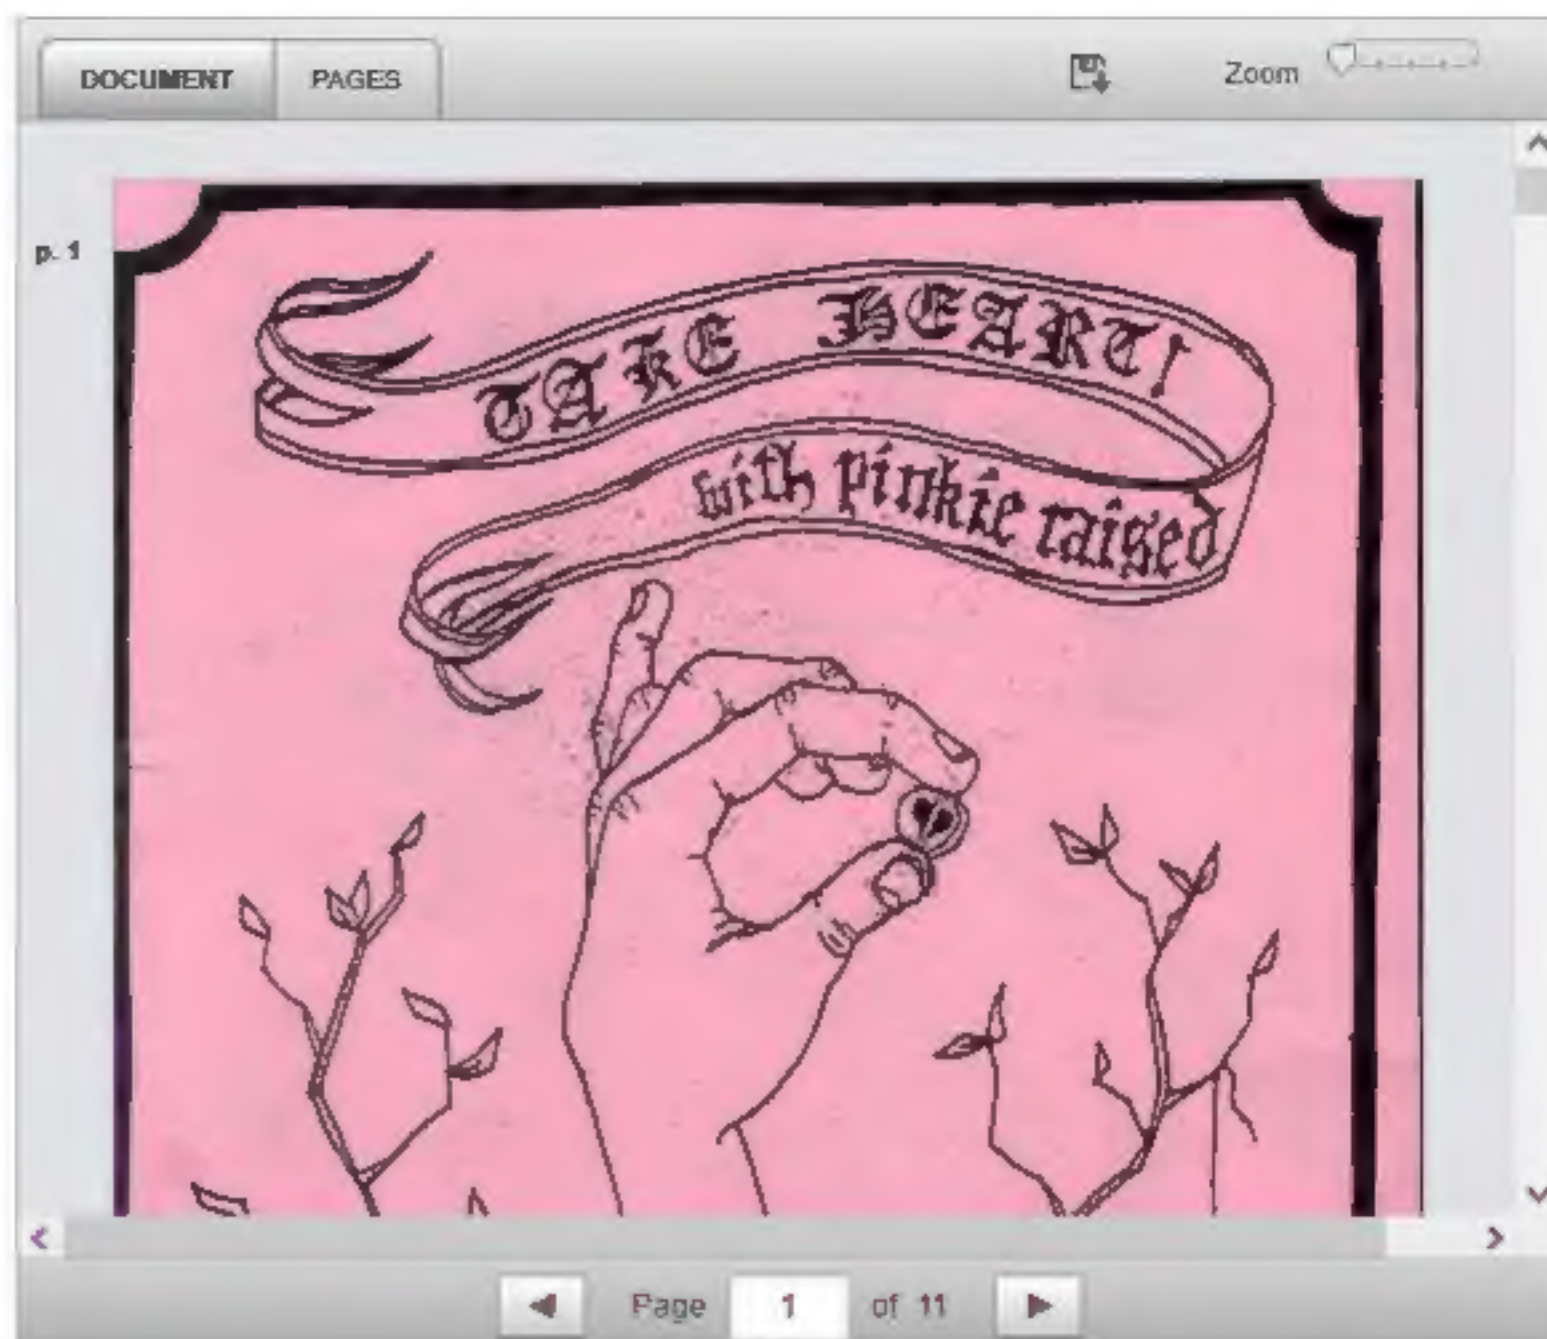 DOCUMENT PAGES Zoom
p. 1
TAKE HEART!
with pinkie raised
Page 1 of 11